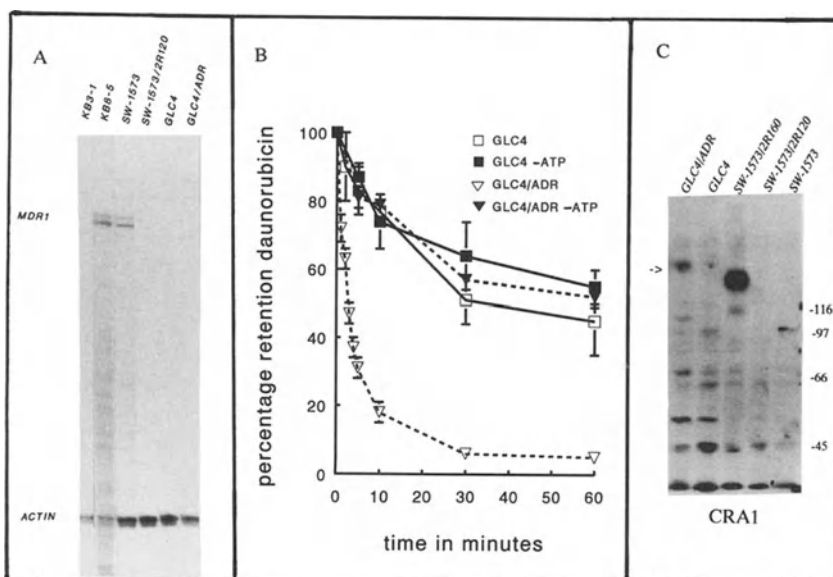 A
KB3-1
KB8-5
SW-1573
SW-1573/2R120
GLC4
GLC4/ADR
MDR1
ACTIN
B
percentage retention daunorubicin
100
80
60
40
20
0
GLC4
GLC4 -ATP
GLC4/ADR
GLC4/ADR -ATP
0 10 20 30 40 50 60
time in minutes
C
GLC4/ADR
GLC4
SW-1573/2R160
SW-1573/2R120
SW-1573
->
-116
-97
-66
-45
CRA1